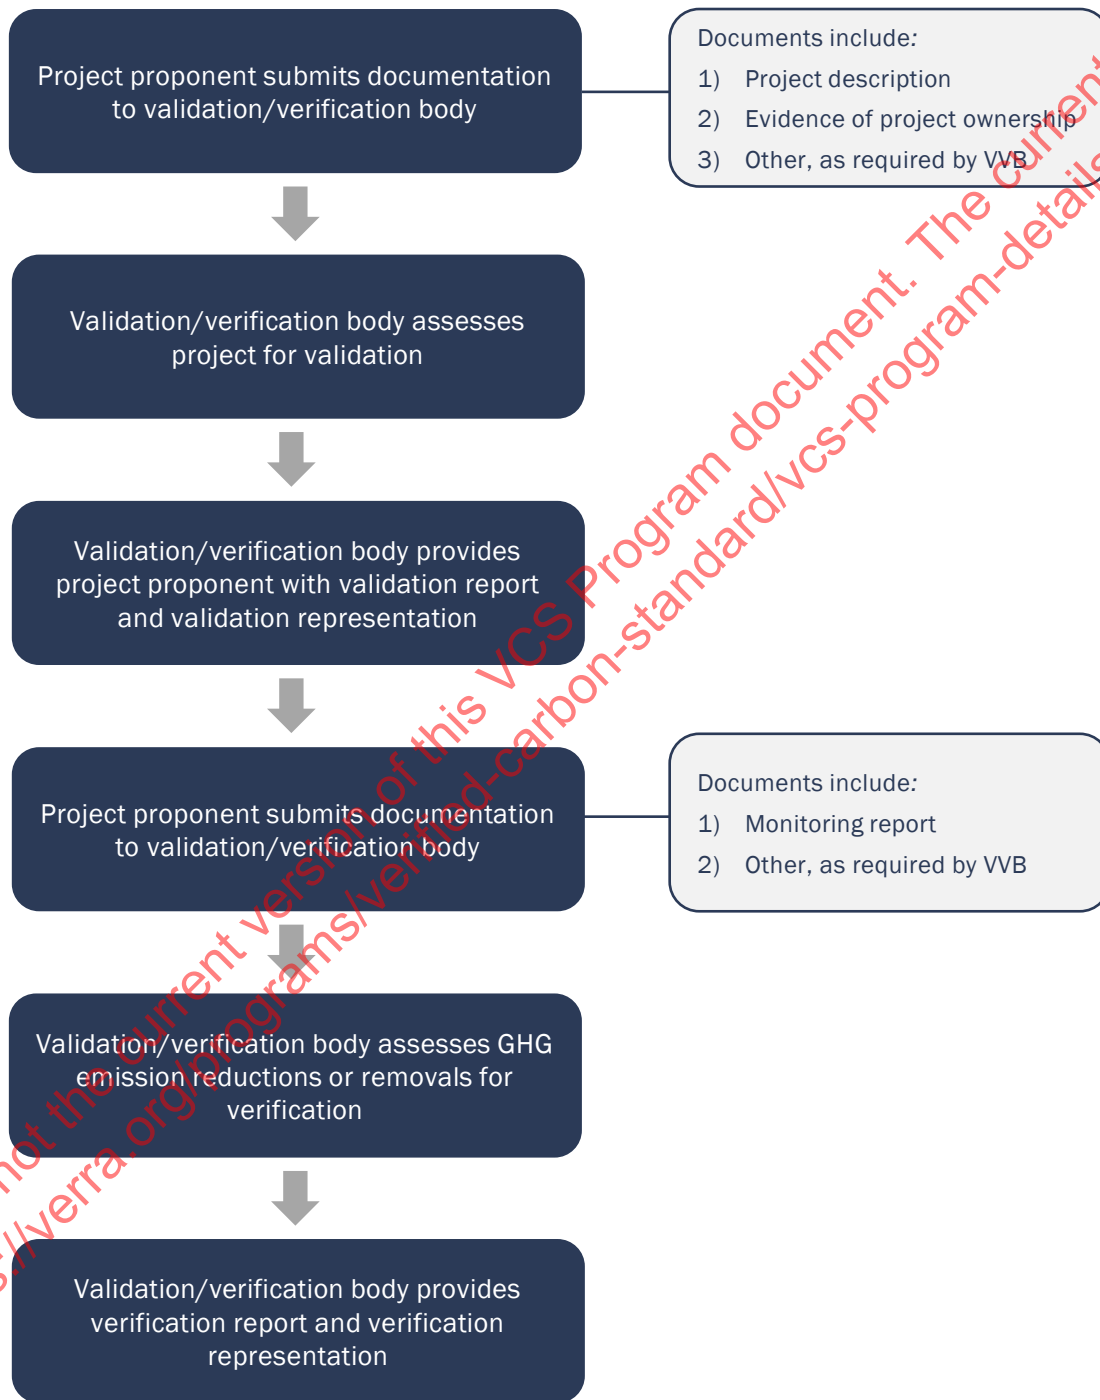 Project proponent submits documentation
to validation/verification body
Documents include:
1) Project description
2) Evidence of project ownership
3) Other, as required by VVB
Validation/verification body assesses
project for validation
Validation/verification body provides
project proponent with validation report
and validation representation
Project proponent submits documentation
to validation/verification body
Documents include:
1) Monitoring report
2) Other, as required by VVB
Validation/verification body assesses GHG
emission reductions or removals for
verification
Validation/verification body provides
verification report and verification
representation
not the current version of this VCS Program document. The current
s://verra.org/programs/verified-carbon-standard/vcs-program-details